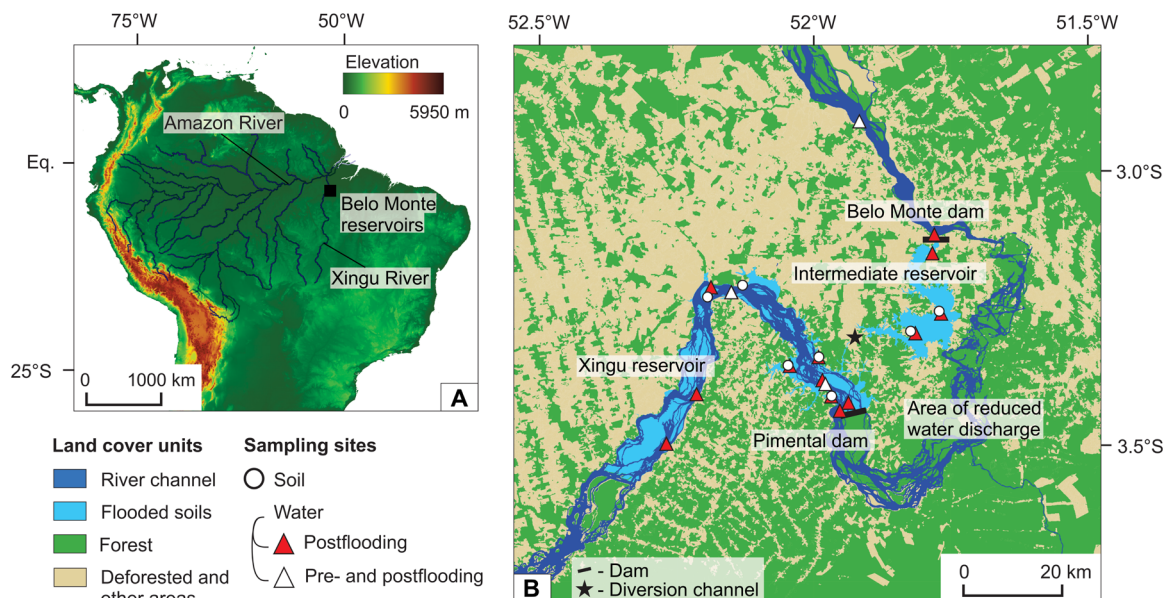 75°W
50°W
52.5°W
52°W
51.5°W
Elevation
0
5950 m
Amazon River
Eq.
Belo Monte
reservoirs
Xingu River
25°S
0
1000 km
A
3.0°S
Belo Monte dam
Intermediate reservoir
Xingu reservoir
Area of reduced
water discharge
Pimental dam
3.5°S
- Dam
- Diversion channel
B
0
20 km
Land cover units
River channel
Flooded soils
Forest
Deforested and
other areas
Sampling sites
Soil
Water
Postflooding
Pre- and postflooding